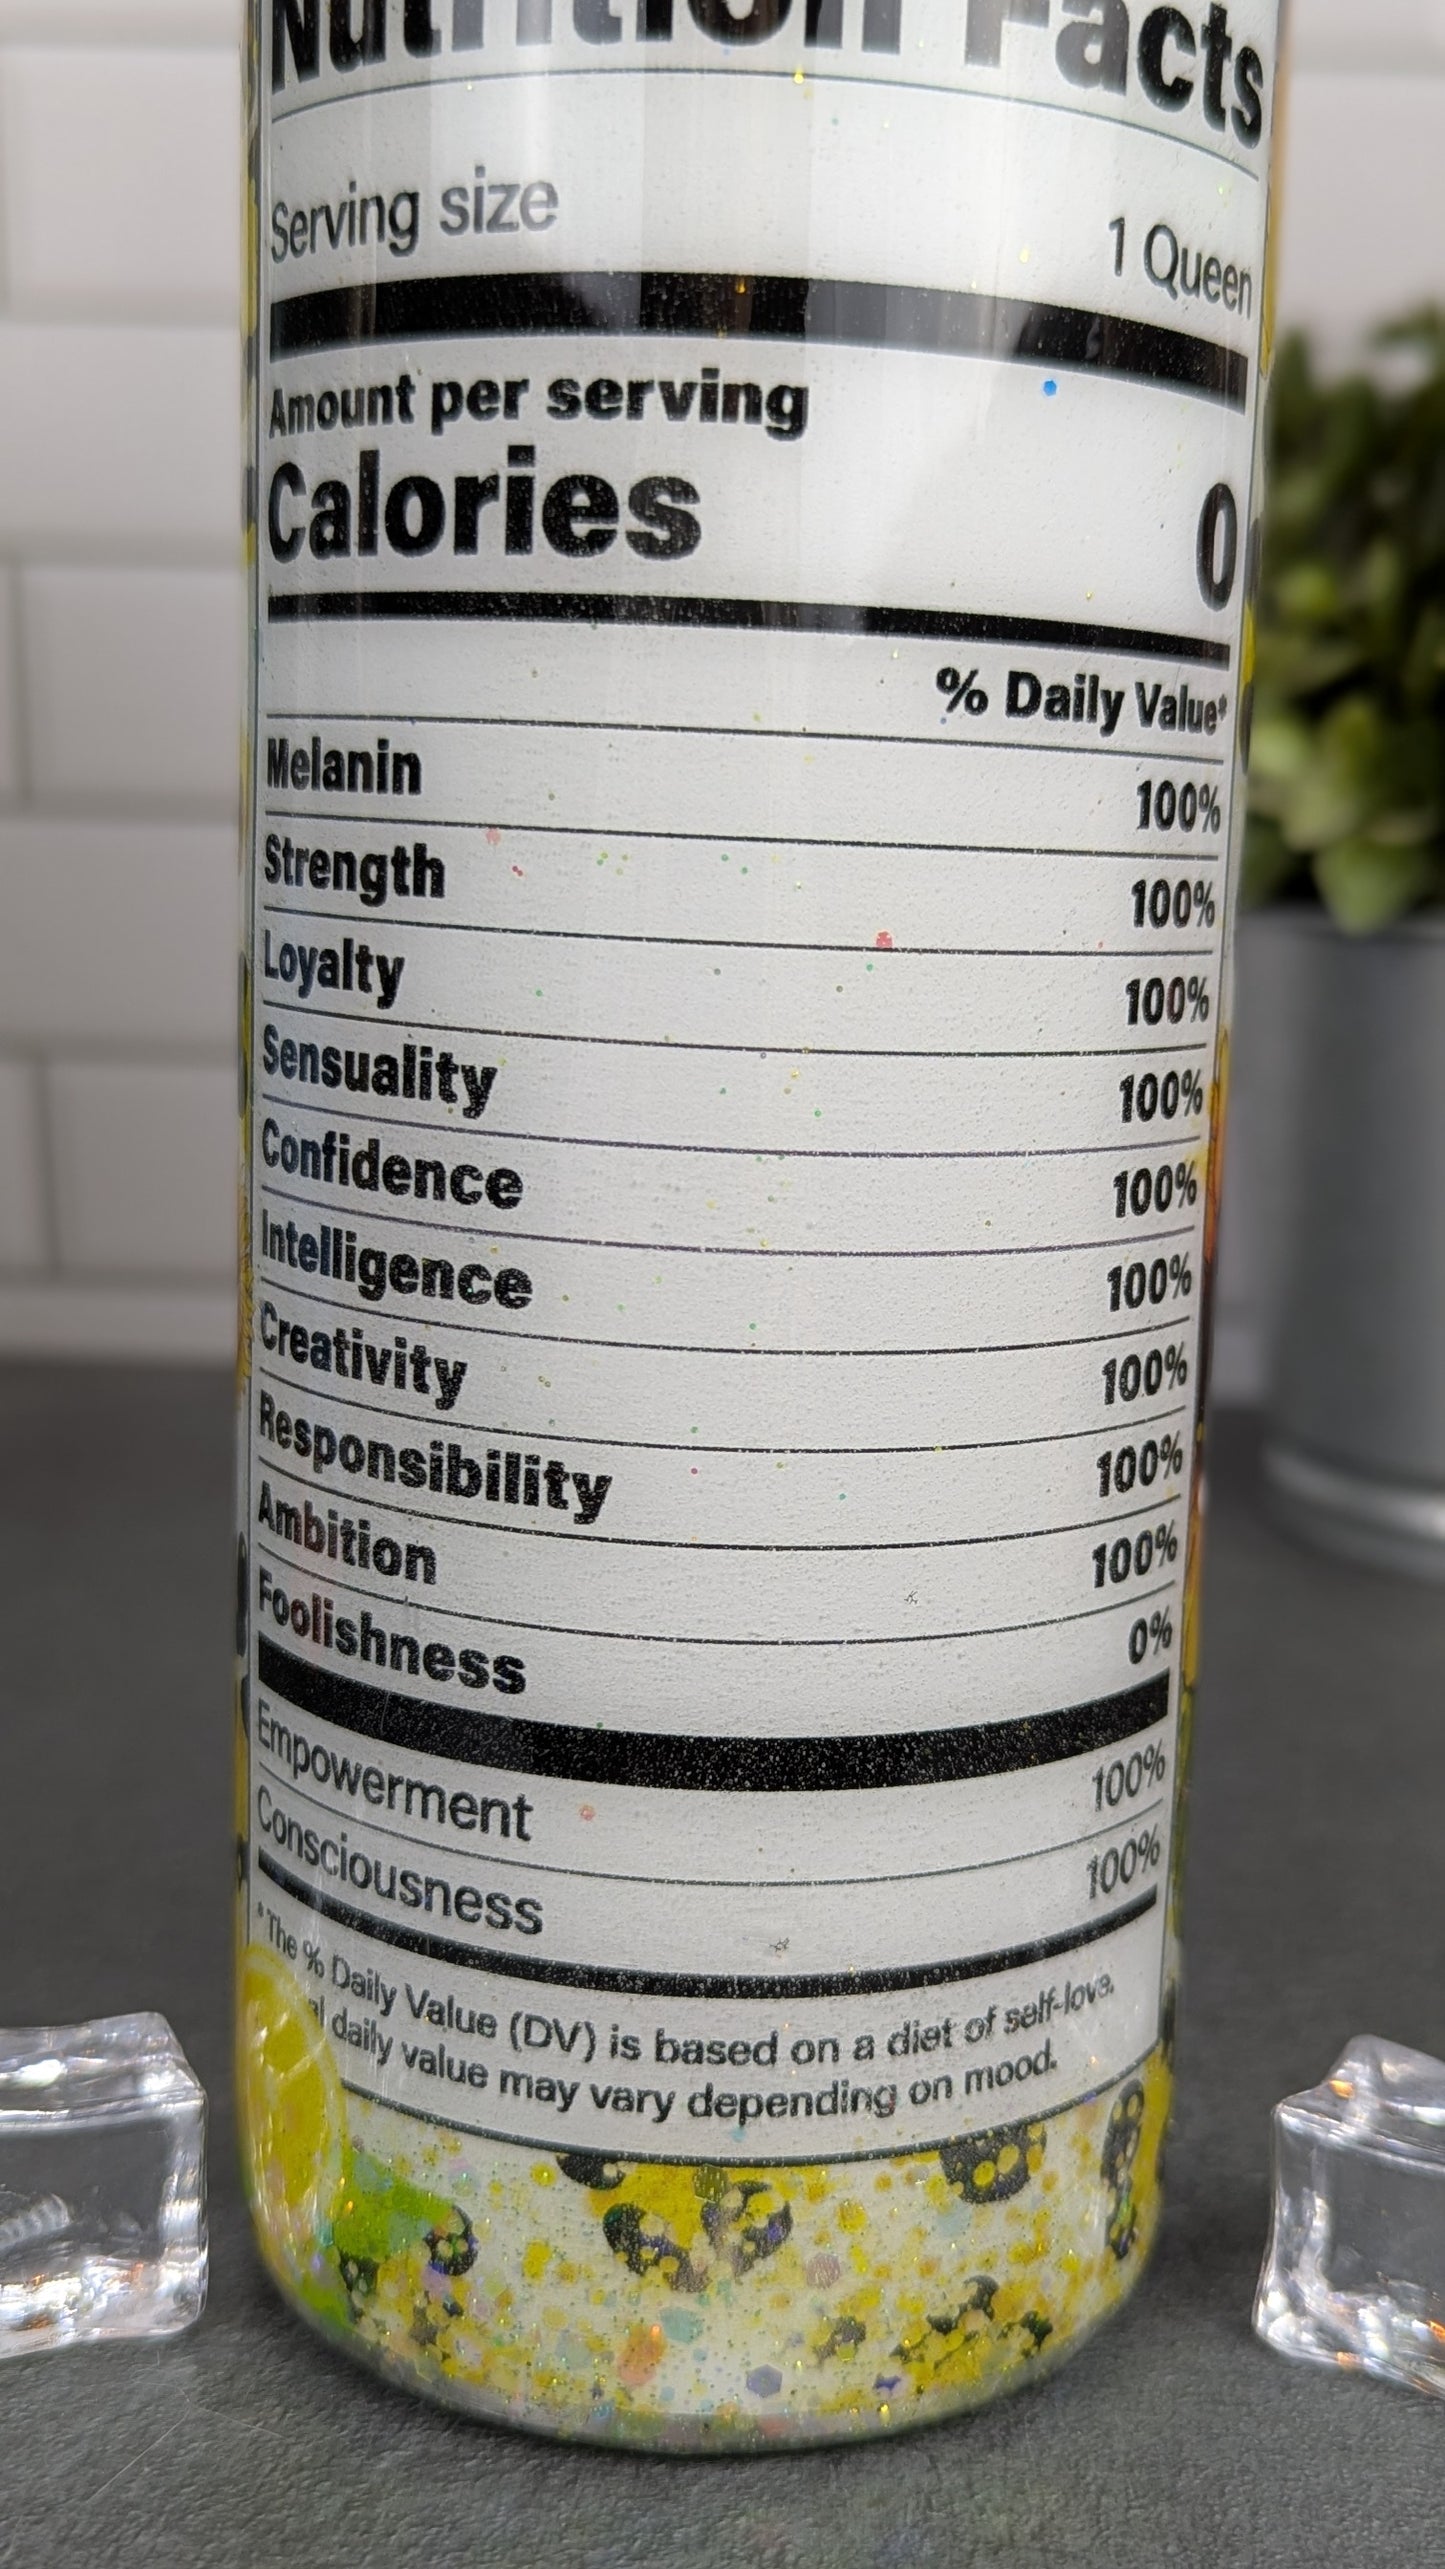 Nutrition Facts
Serving size 1 Queen
Amount per serving
Calories 0
% Daily Value*
Melanin 100%
Strength 100%
Loyalty 100%
Sensuality 100%
Confidence 100%
Intelligence 100%
Creativity 100%
Responsibility 100%
Ambition 100%
Foolishness 0%
Empowerment 100%
Consciousness 100%
* The % Daily Value (DV) is based on a diet of self-love.
daily value may vary depending on mood.